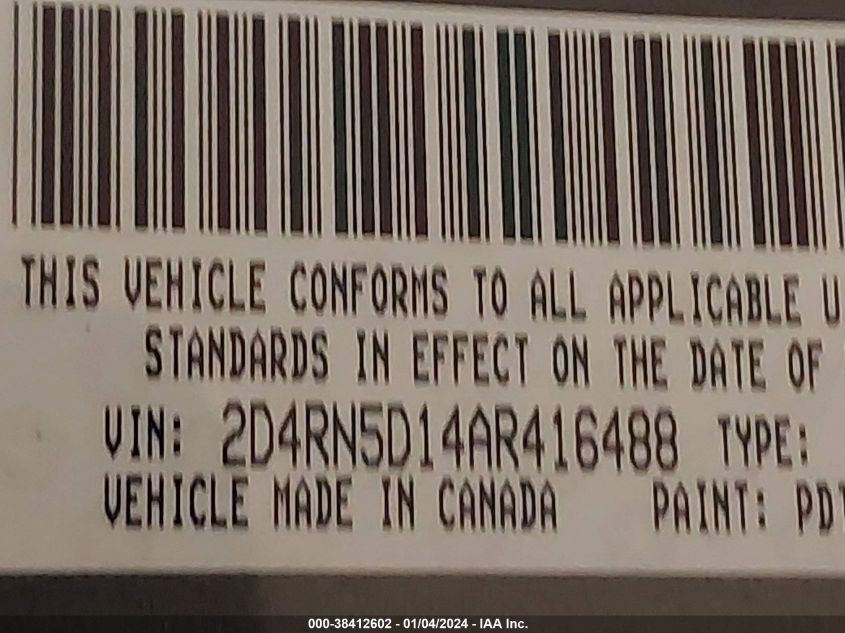 THIS VEHICLE CONFORMS TO ALL APPLICABLE U
STANDARDS IN EFFECT ON THE DATE OF
VIN: 2D4RN5D14AR416488 TYPE:
VEHICLE MADE IN CANADA PAINT: PDT
000-38412602 - 01/04/2024 - IAA Inc.